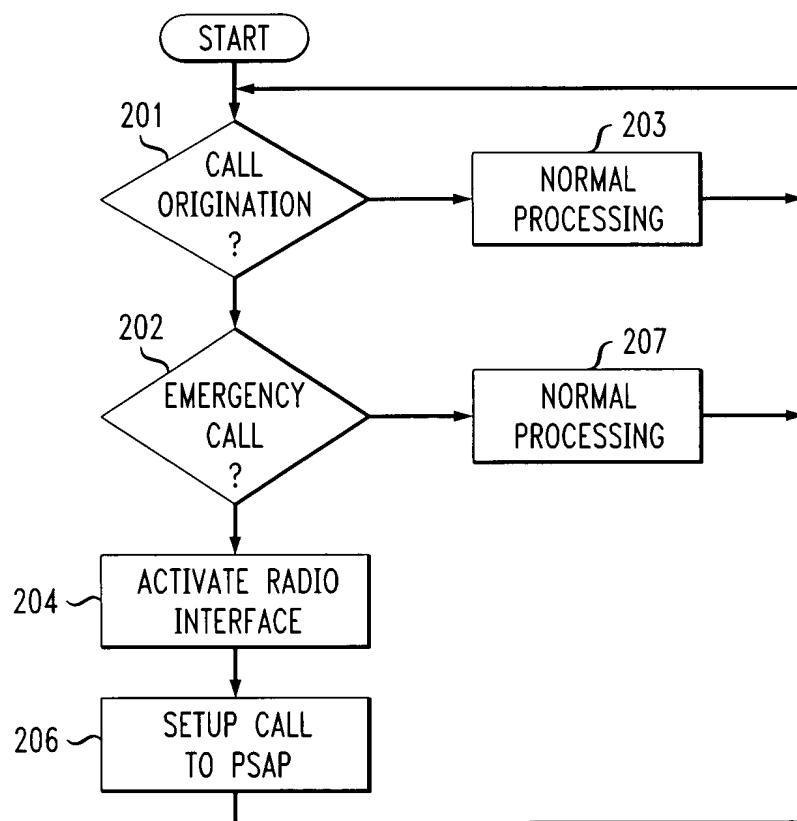 START
201
CALL
ORIGINATION
?
203
NORMAL
PROCESSING
202
EMERGENCY
CALL
?
207
NORMAL
PROCESSING
204
ACTIVATE RADIO
INTERFACE
206
SETUP CALL
TO PSAP